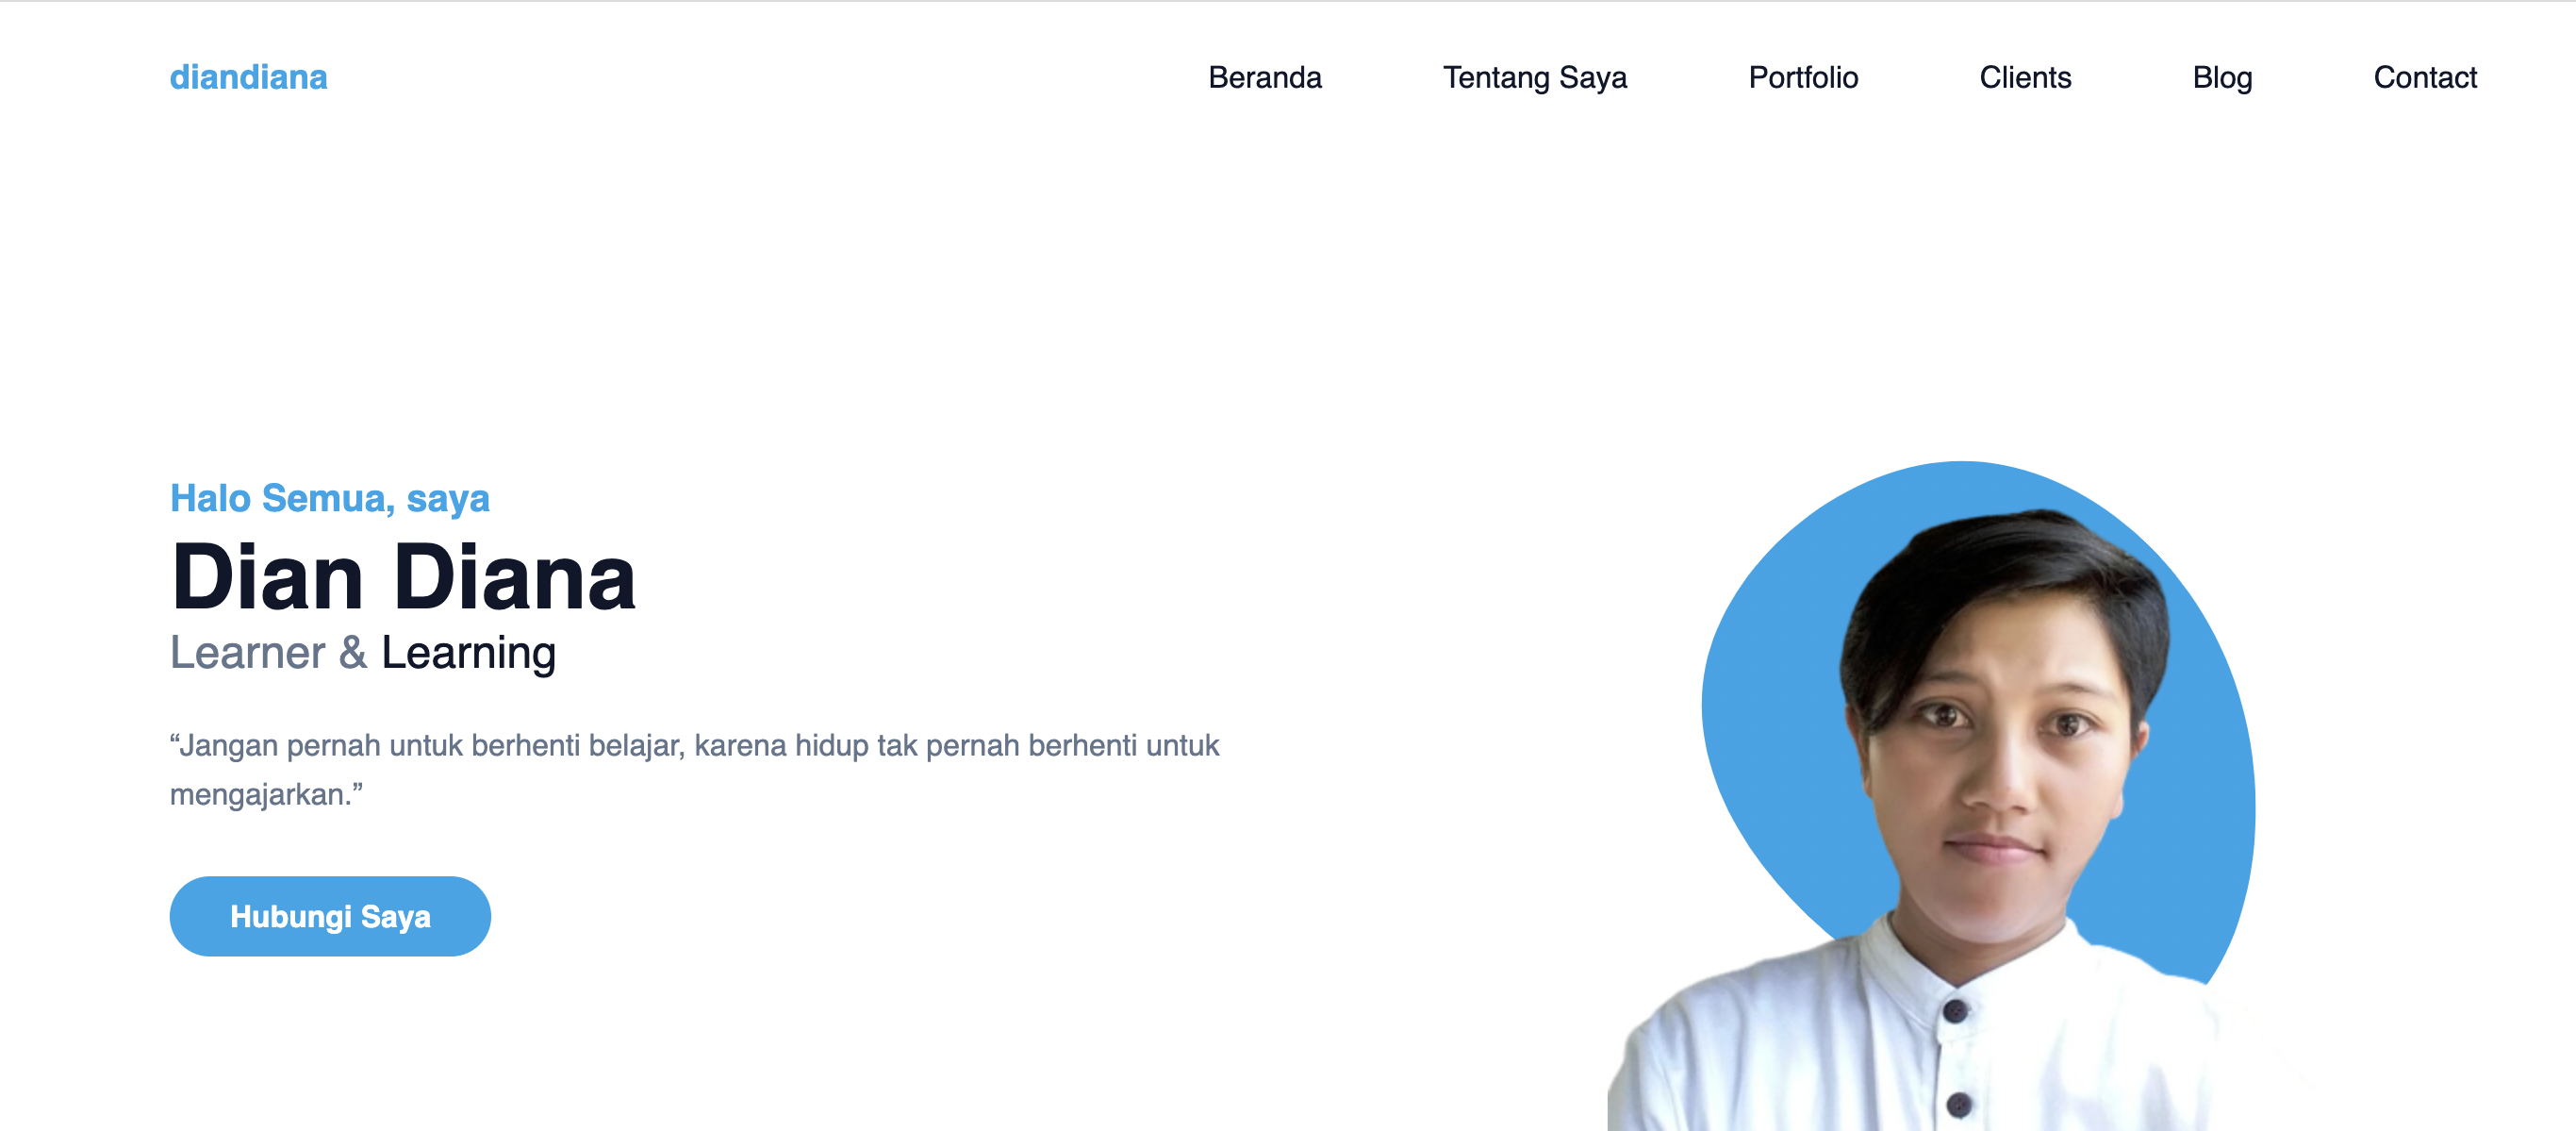 diandiana
Beranda
Tentang Saya
Portfolio
Clients
Blog
Contact
Halo Semua, saya
Dian Diana
Learner & Learning
“Jangan pernah untuk berhenti belajar, karena hidup tak pernah berhenti untuk
mengajarkan.”
Hubungi Saya